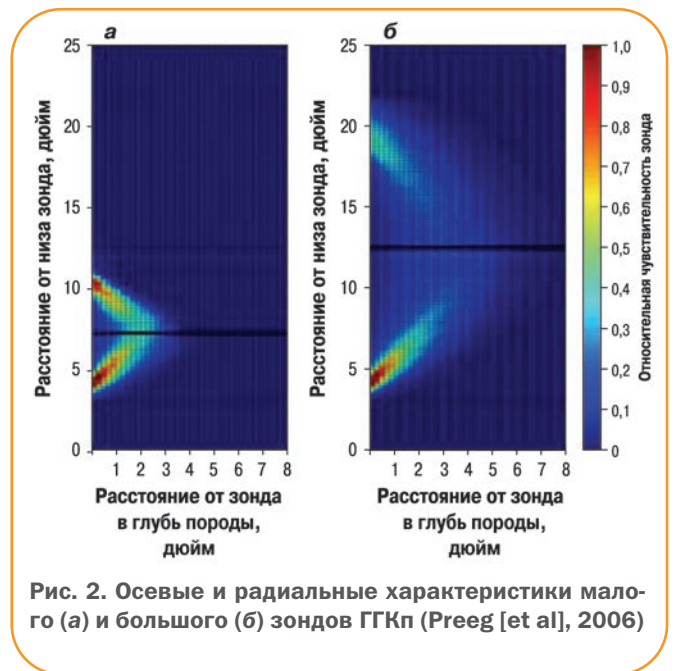 а
б
25
20
15
10
5
0
Расстояние от низа зонда, дюйм
1 2 3 4 5 6 7 8
Расстояние от зонда
в глубь породы,
дюйм
25
20
15
10
5
0
Расстояние от низа зонда, дюйм
1 2 3 4 5 6 7 8
Расстояние от зонда
в глубь породы,
дюйм
1,0
0,9
0,8
0,7
0,6
0,5
0,4
0,3
0,2
0,1
0
Относительная чувствительность зонда
Рис. 2. Осевые и радиальные характеристики мало-
го (а) и большого (б) зондов ГГКп (Preeg [et al], 2006)